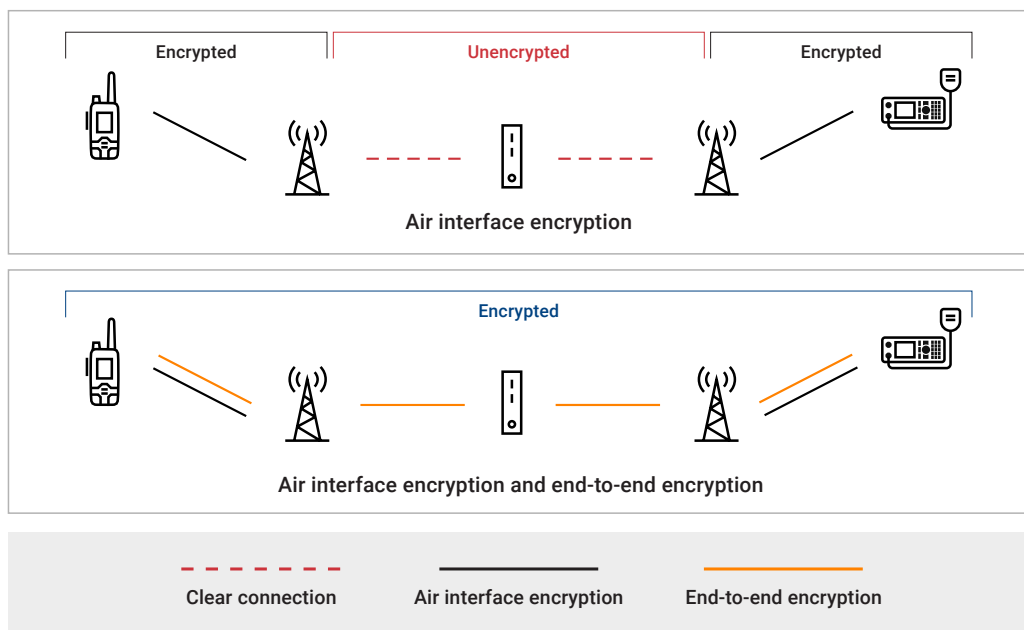 Encrypted
Unencrypted
Encrypted
Air interface encryption
Encrypted
Air interface encryption and end-to-end encryption
Clear connection
Air interface encryption
End-to-end encryption